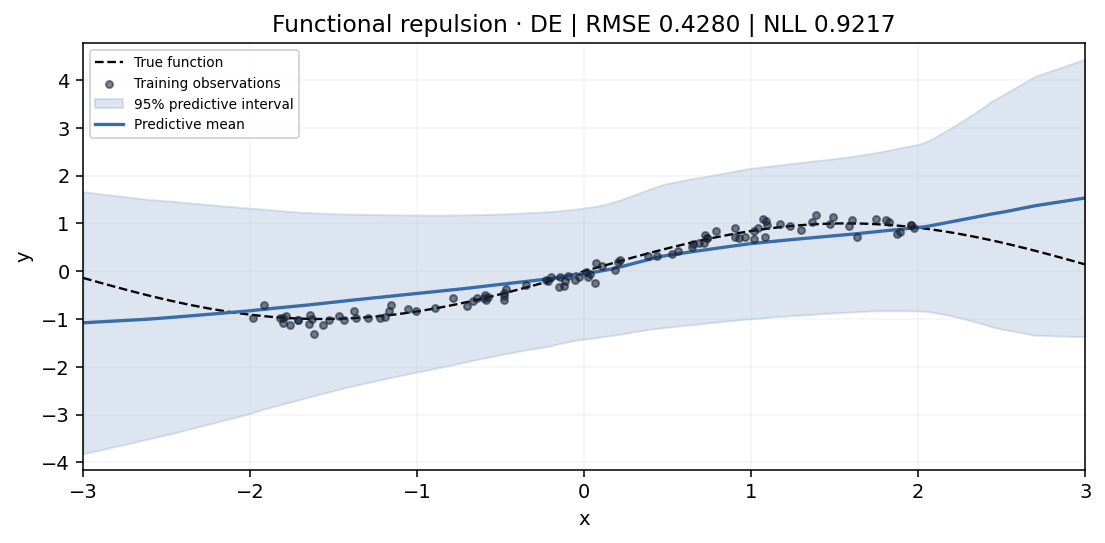 Functional repulsion · DE | RMSE 0.4280 | NLL 0.9217
True function
Training observations
95% predictive interval
Predictive mean
y
4
3
2
1
0
−1
−2
−3
−4
−3
−2
−1
0
1
2
3
x